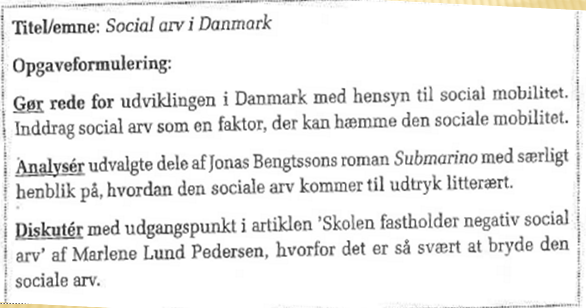 Titel/emne: Social arv i Danmark
Opgaveformulering:
Gør rede for udviklingen i Danmark med hensyn til social mobilitet.
Inddrag social arv som en faktor, der kan hæmme den sociale mobilitet.
Analysér udvalgte dele af Jonas Bengtssons roman Submarino med særligt
henblik på, hvordan den sociale arv kommer til udtryk litterært.
Diskutér med udgangspunkt i artiklen 'Skolen fastholder negativ social
arv' af Marlene Lund Pedersen, hvorfor det er så svært at bryde den
sociale arv.